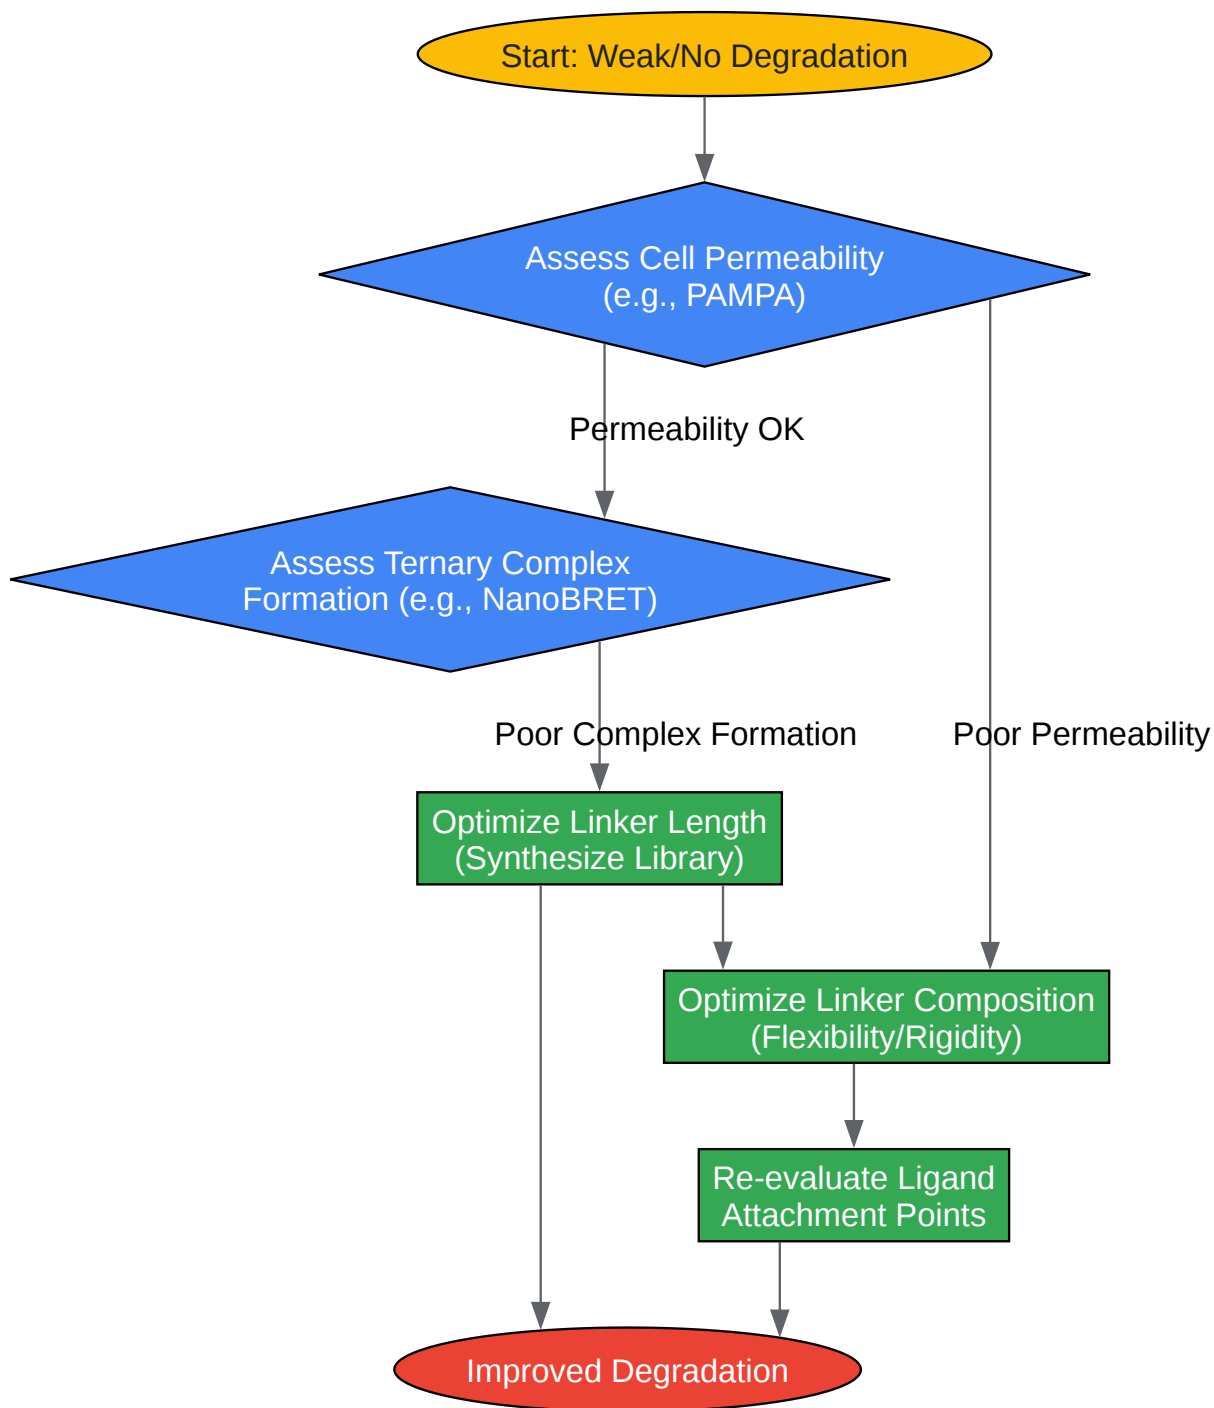 Start: Weak/No Degradation
Assess Cell Permeability
(e.g., PAMPA)
Permeability OK
Assess Ternary Complex
Formation (e.g., NanoBRET)
Poor Complex Formation
Poor Permeability
Optimize Linker Length
(Synthesize Library)
Optimize Linker Composition
(Flexibility/Rigidity)
Re-evaluate Ligand
Attachment Points
Improved Degradation